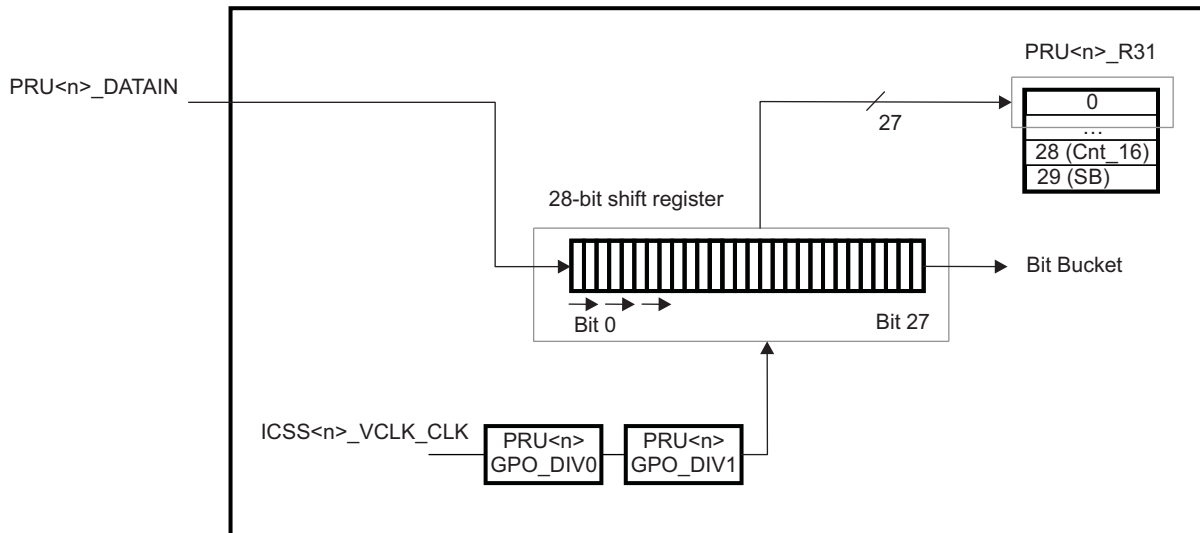 PRU<n>_R31
PRU<n>_DATAIN
0
27
...
28 (Cnt_16)
29 (SB)
28-bit shift register
Bit Bucket
Bit 0
Bit 27
ICSS<n>_VCLK_CLK
PRU<n>
GPO_DIV0
PRU<n>
GPO_DIV1